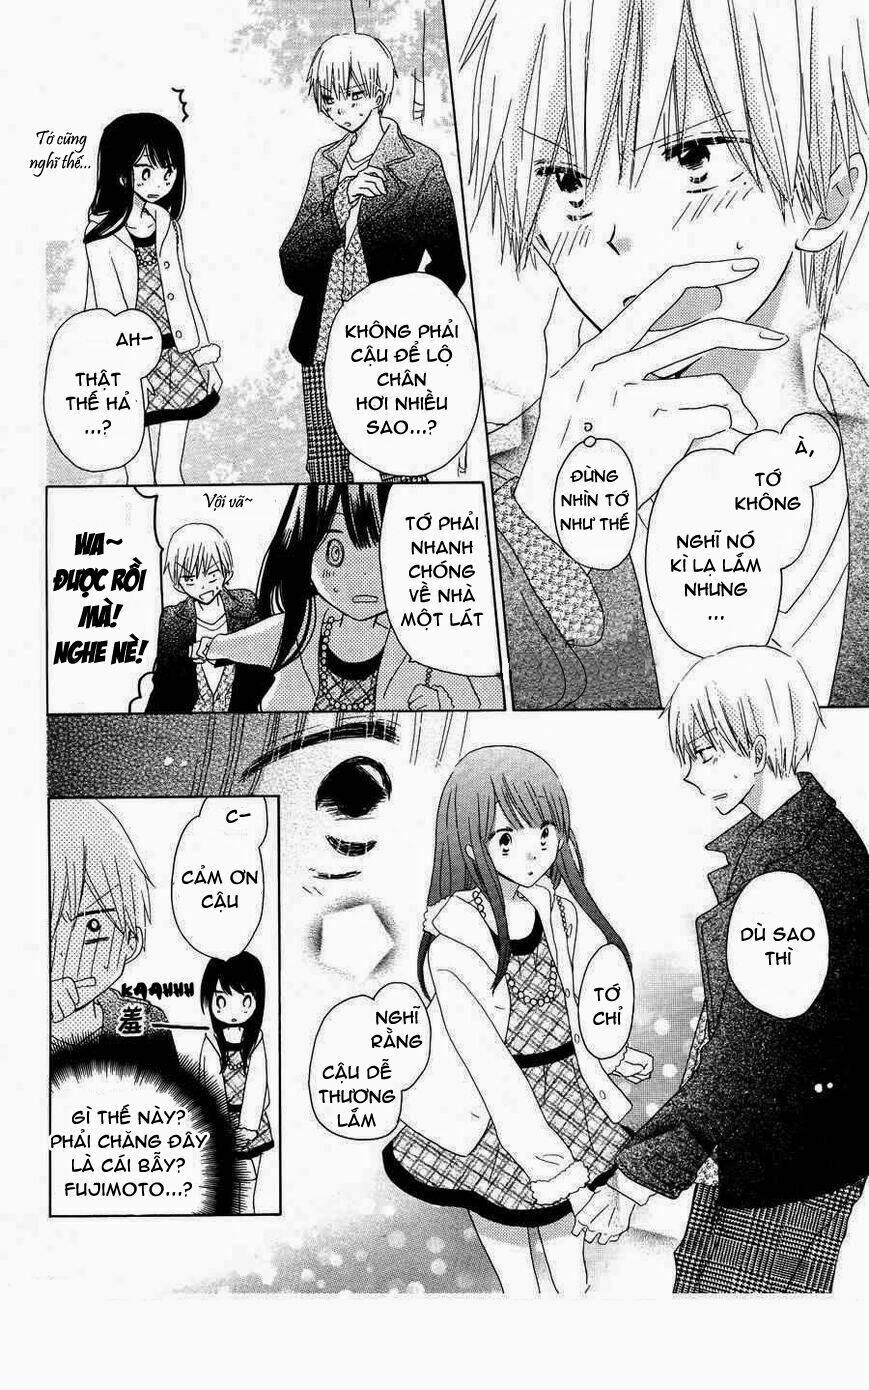 À,
TỚ
KHÔNG
NGHĨ NÓ
KÌ LẠ LẮM
NHƯNG
...
ĐỪNG
NHÌN TỚ
NHƯ THẾ
KHÔNG PHẢI
CẬU ĐỂ LỘ
CHÂN
HƠI NHIỀU
SAO...?
Tớ cũng
nghĩ thế...
AH-
THẬT
THẾ HẢ
...?
TỚ PHẢI
NHANH
CHÓNG
VỀ NHÀ
MỘT LÁT
Vội vã~
WA~
ĐƯỢC RỒI
MÀ!
NGHE NÈ!
DÙ SAO
THÌ
TỚ
CHỈ
NGHĨ
RẰNG
CẬU DỄ
THƯƠNG
LẮM
C-
CẢM ƠN
CẬU
KAAHHH
羞
GÌ THẾ NÀY?
PHẢI CHĂNG ĐÂY
LÀ CÁI BẪY?
FUJIMOTO...?